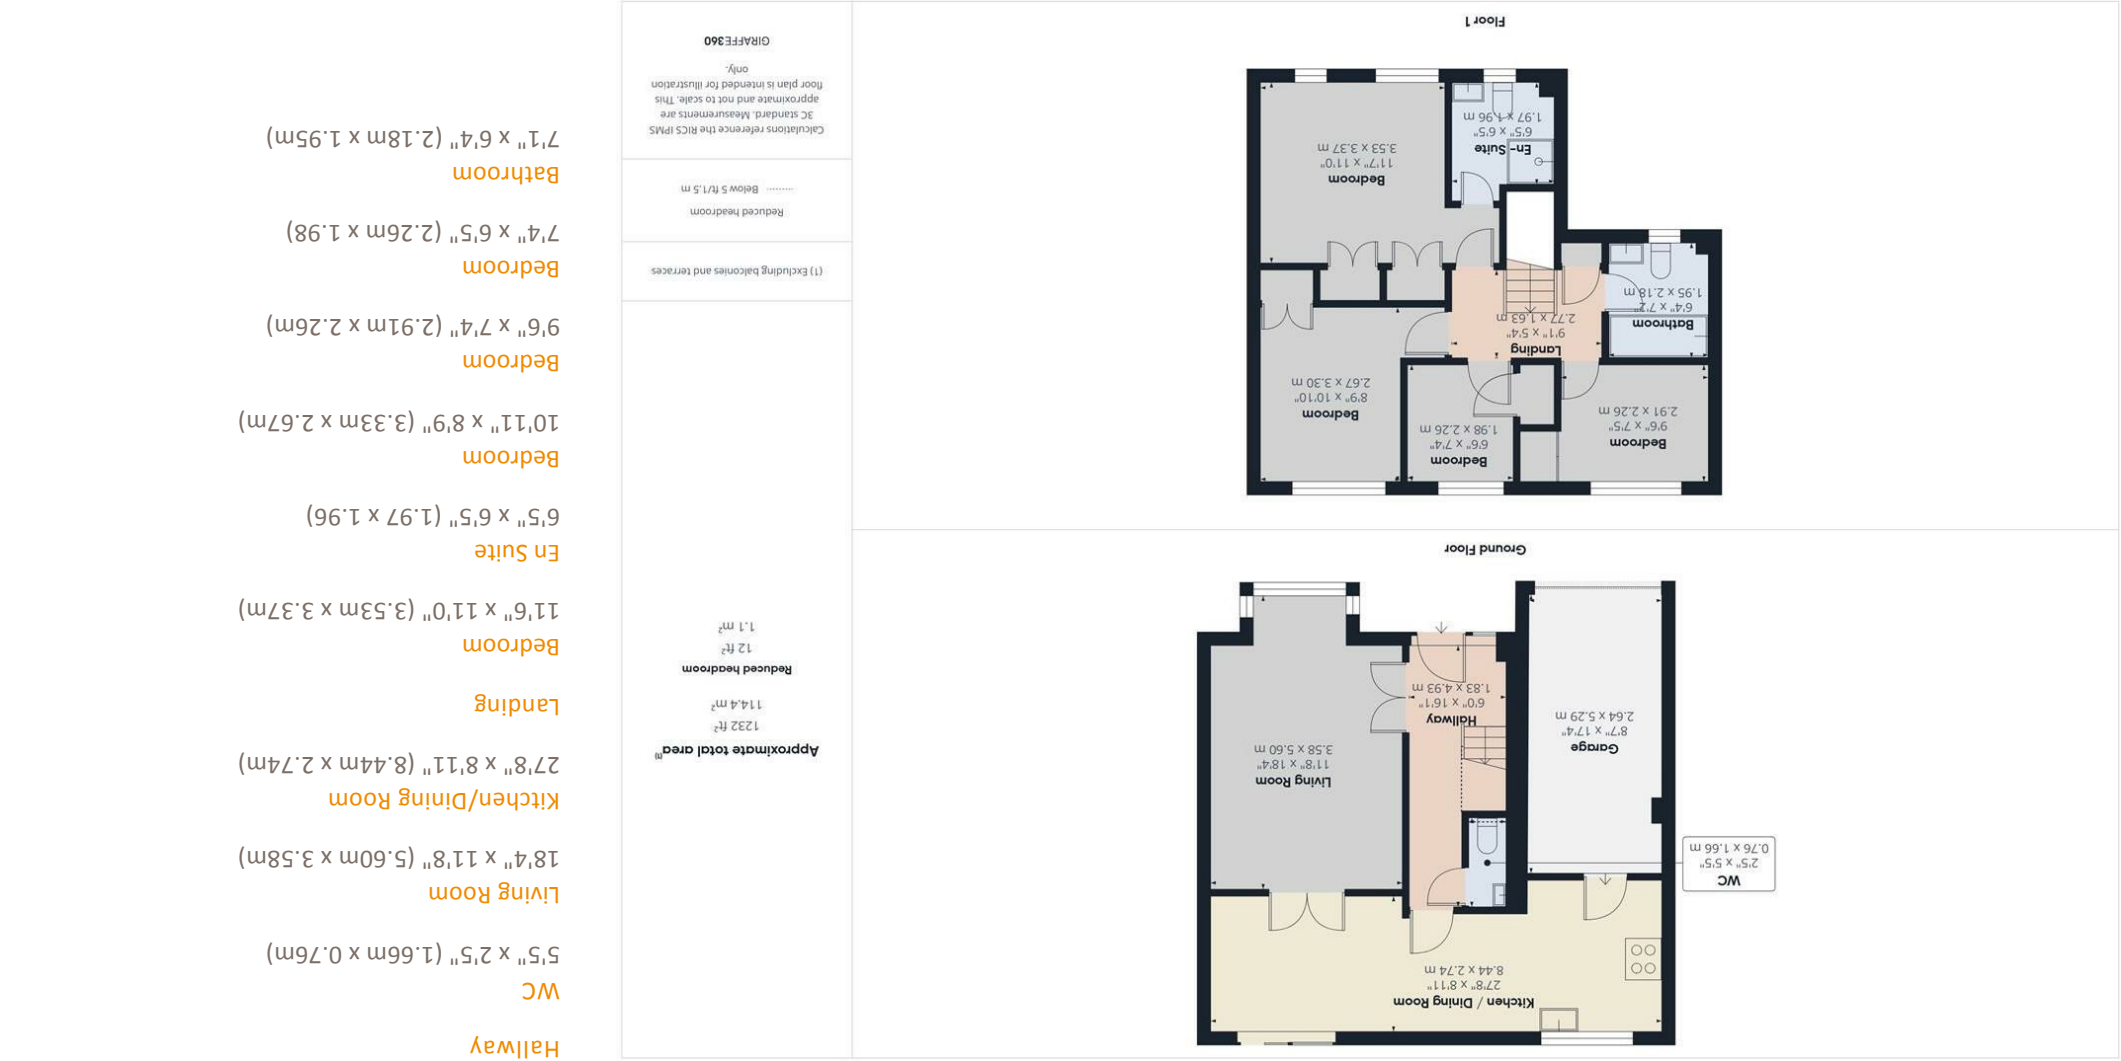 Kitchen / Dining Room
27'8" x 8'11"
8.44 x 2.74 m
WC
2'5" x 5'5"
0.76 x 1.66 m
Living Room
11'8" x 18'4"
3.58 x 5.60 m
Garage
8'7" x 17'4"
2.64 x 5.29 m
Hallway
6'0" x 16'1"
1.83 x 4.93 m
Ground Floor
Bedroom
6'6" x 7'4"
1.98 x 2.26 m
Bedroom
9'6" x 7'5"
2.91 x 2.26 m
Bedroom
8'9" x 10'10"
2.67 x 3.30 m
Landing
9'1" x 5'4"
2.77 x 1.63 m
Bathroom
6'4" x 7'2"
1.95 x 2.18 m
Bedroom
11'7" x 11'0"
3.53 x 3.37 m
En-Suite
6'5" x 6'5"
1.97 x 1.96 m
Floor 1
Approximate total area(1)
1232 ft²
114.4 m²
Reduced headroom
12 ft²
1.1 m²
(1) Excluding balconies and terraces
Reduced headroom
Below 5 ft/1.5 m
Calculations reference the RICS IPMS
3C standard. Measurements are
approximate and not to scale. This
floor plan is intended for illustration
only.
GIRAFFE360
Hallway
WC
5'5" x 2'5" (1.66m x 0.76m)
Living Room
18'4" x 11'8" (5.60m x 3.58m)
Kitchen/Dining Room
27'8" x 8'11" (8.44m x 2.74m)
Landing
Bedroom
11'6" x 11'0" (3.53m x 3.37m)
En Suite
6'5" x 6'5" (1.97 x 1.96)
Bedroom
10'11" x 8'9" (3.33m x 2.67m)
Bedroom
9'6" x 7'4" (2.91m x 2.26m)
Bedroom
7'4" x 6'5" (2.26m x 1.98)
Bathroom
7'1" x 6'4" (2.18m x 1.95m)